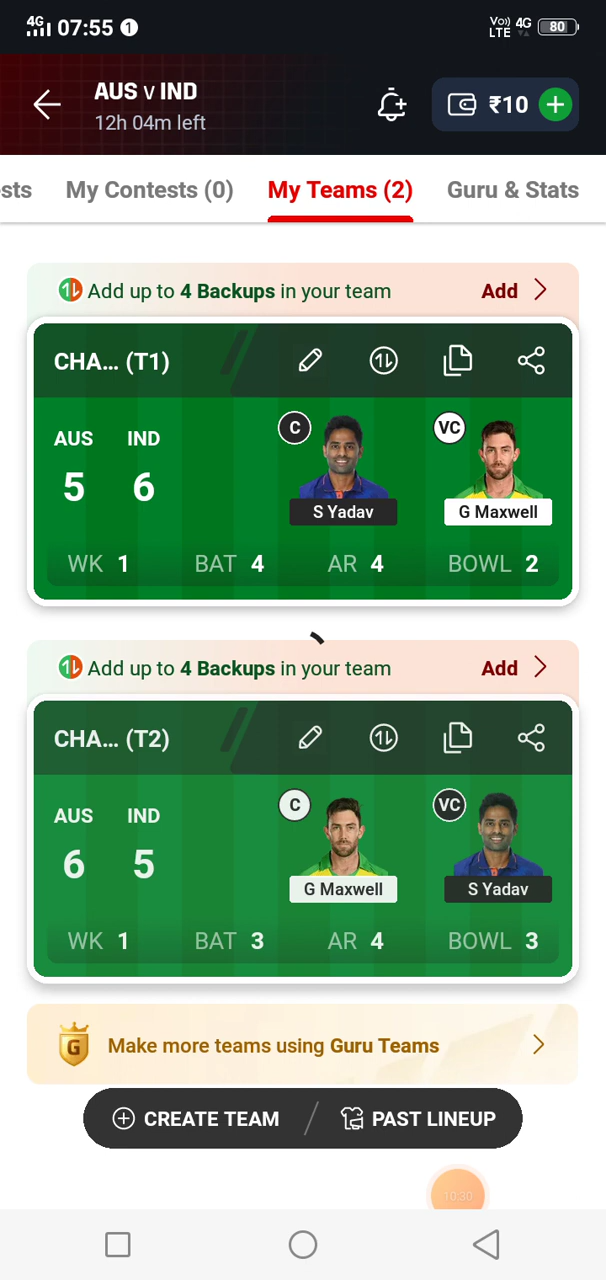 4G 07:55 1 Vo)) LTE 4G 80
AUS v IND
12h 04m left
₹10
sts My Contests (0) My Teams (2) Guru & Stats
Add up to 4 Backups in your team Add
CHA... (T1)
AUS IND C VC
5 6
S Yadav G Maxwell
WK 1 BAT 4 AR 4 BOWL 2
Add up to 4 Backups in your team Add
CHA... (T2)
AUS IND C VC
6 5
G Maxwell S Yadav
WK 1 BAT 3 AR 4 BOWL 3
G Make more teams using Guru Teams
CREATE TEAM / PAST LINEUP
10:30